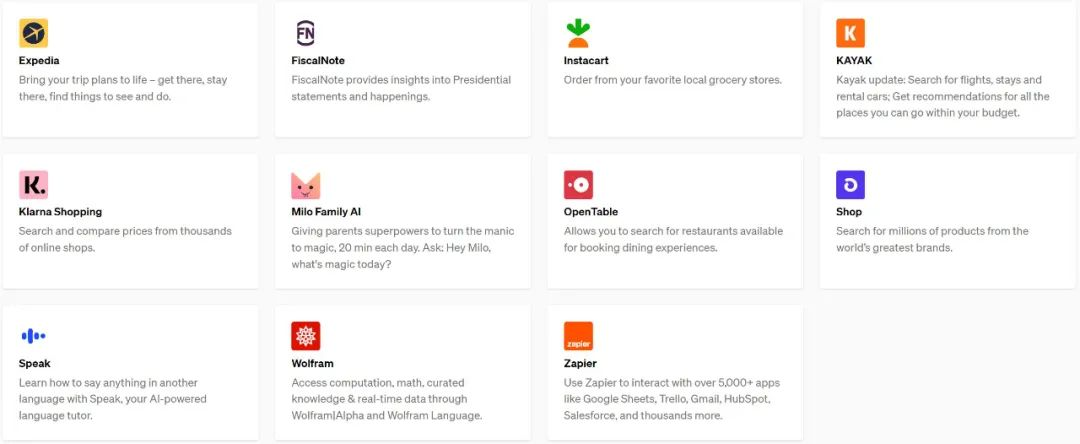 FN
K
Expedia
FiscalNote
Instacart
KAYAK
Bring your trip plans to life – get there, stay
there, find things to see and do.
FiscalNote provides insights into Presidential
statements and happenings.
Order from your favorite local grocery stores.
Kayak update: Search for flights, stays and
rental cars; Get recommendations for all the
places you can go within your budget.
K.
Klarna Shopping
Milo Family AI
OpenTable
Shop
Search and compare prices from thousands
of online shops.
Giving parents superpowers to turn the manic
to magic, 20 min each day. Ask: Hey Milo,
what's magic today?
Allows you to search for restaurants available
for booking dining experiences.
Search for millions of products from the
world's greatest brands.
zapier
Speak
Wolfram
Zapier
Learn how to say anything in another
language with Speak, your AI-powered
language tutor.
Access computation, math, curated
knowledge & real-time data through
Wolfram|Alpha and Wolfram Language.
Use Zapier to interact with over 5,000+ apps
like Google Sheets, Trello, Gmail, HubSpot,
Salesforce, and thousands more.